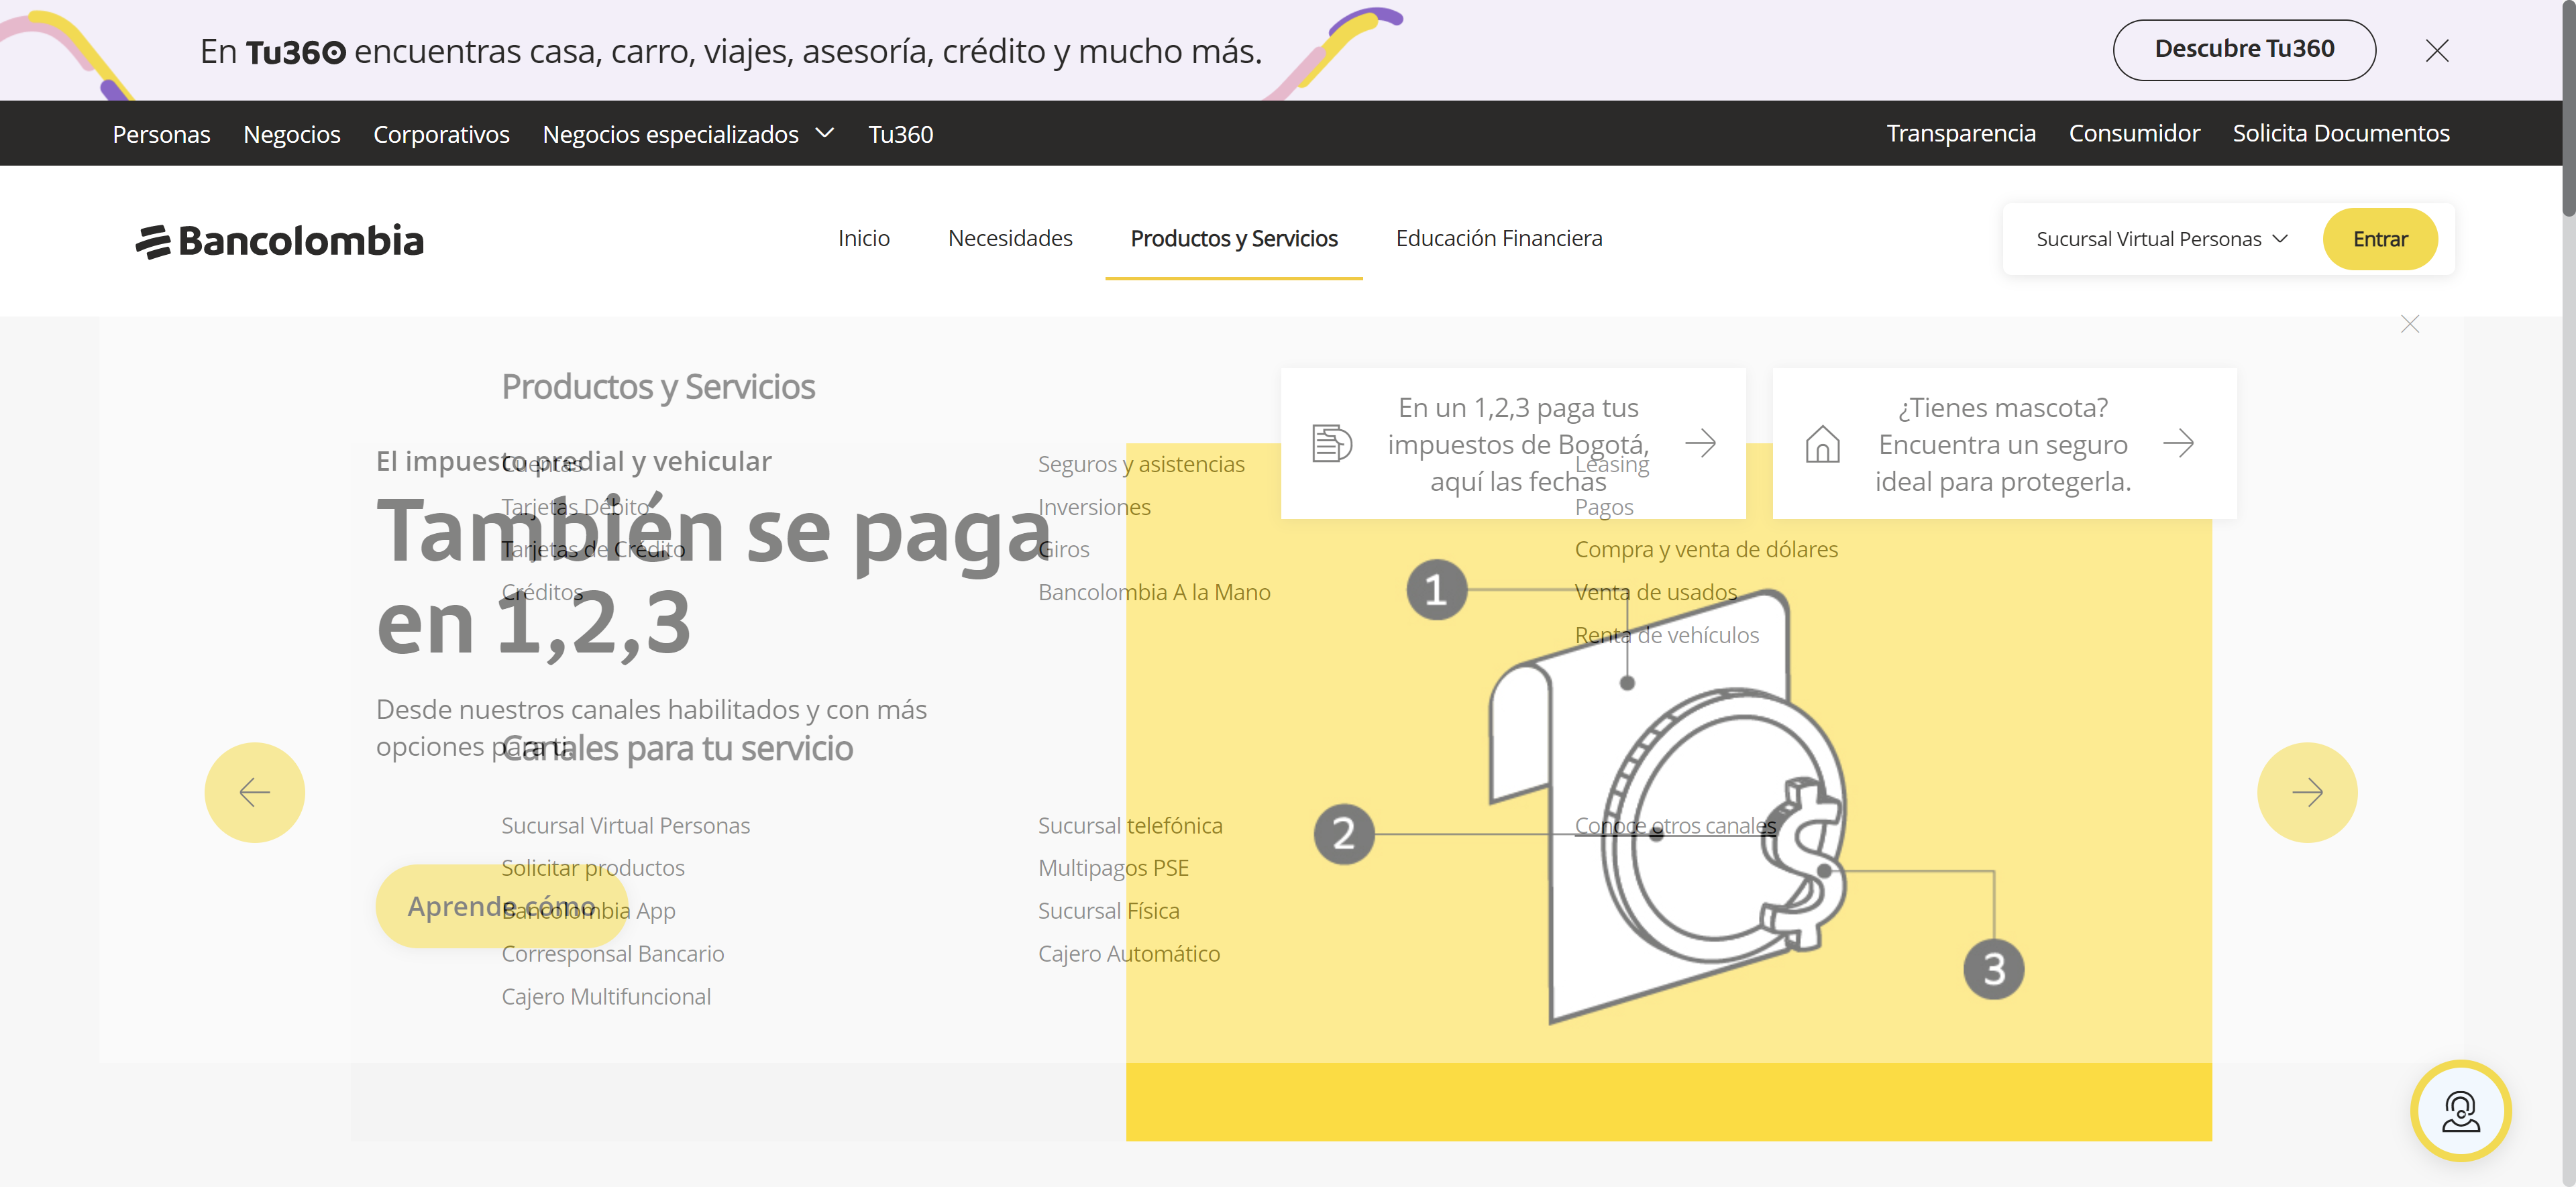 En Tu360 encuentras casa, carro, viajes, asesoría, crédito y mucho más.
Descubre Tu360
Personas Negocios Corporativos Negocios especializados Tu360
Transparencia Consumidor Solicita Documentos
Bancolombia
Inicio Necesidades Productos y Servicios Educación Financiera
Sucursal Virtual Personas Entrar
Productos y Servicios
Cuentas
Tarjetas Débito
Tarjetas de Crédito
Créditos
Seguros y asistencias
Inversiones
Giros
Bancolombia A la Mano
Leasing
Pagos
Compra y venta de dólares
Venta de usados
Renta de vehículos
En un 1,2,3 paga tus
impuestos de Bogotá,
aquí las fechas
¿Tienes mascota?
Encuentra un seguro
ideal para protegerla.
El impuesto predial y vehicular
También se paga
en 1,2,3
Desde nuestros canales habilitados y con más
opciones para ti.
Aprende cómo
1
2
$
3
Canales para tu servicio
Sucursal Virtual Personas
Solicitar productos
Bancolombia App
Corresponsal Bancario
Cajero Multifuncional
Sucursal telefónica
Multipagos PSE
Sucursal Física
Cajero Automático
Conoce otros canales